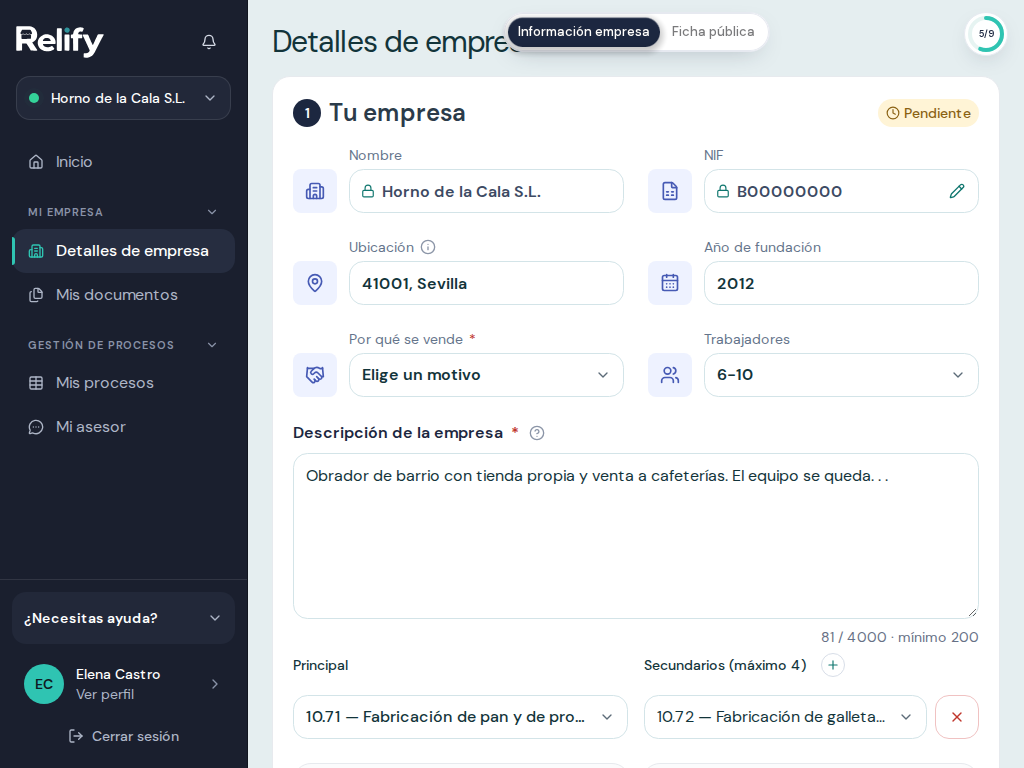 Relify
Horno de la Cala S.L.
Inicio
MI EMPRESA
Detalles de empresa
Mis documentos
GESTIÓN DE PROCESOS
Mis procesos
Mi asesor
¿Necesitas ayuda?
EC
Elena Castro
Ver perfil
Cerrar sesión
Detalles de empre
Información empresa
Ficha pública
5/9
1
Tu empresa
Pendiente
Nombre
NIF
Horno de la Cala S.L.
B00000000
Ubicación
Año de fundación
41001, Sevilla
2012
Por qué se vende *
Trabajadores
Elige un motivo
6-10
Descripción de la empresa *
Obrador de barrio con tienda propia y venta a cafeterías. El equipo se queda. . .
81 / 4000 · mínimo 200
Principal
Secundarios (máximo 4)
10.71 — Fabricación de pan y de pro...
10.72 — Fabricación de galleta...